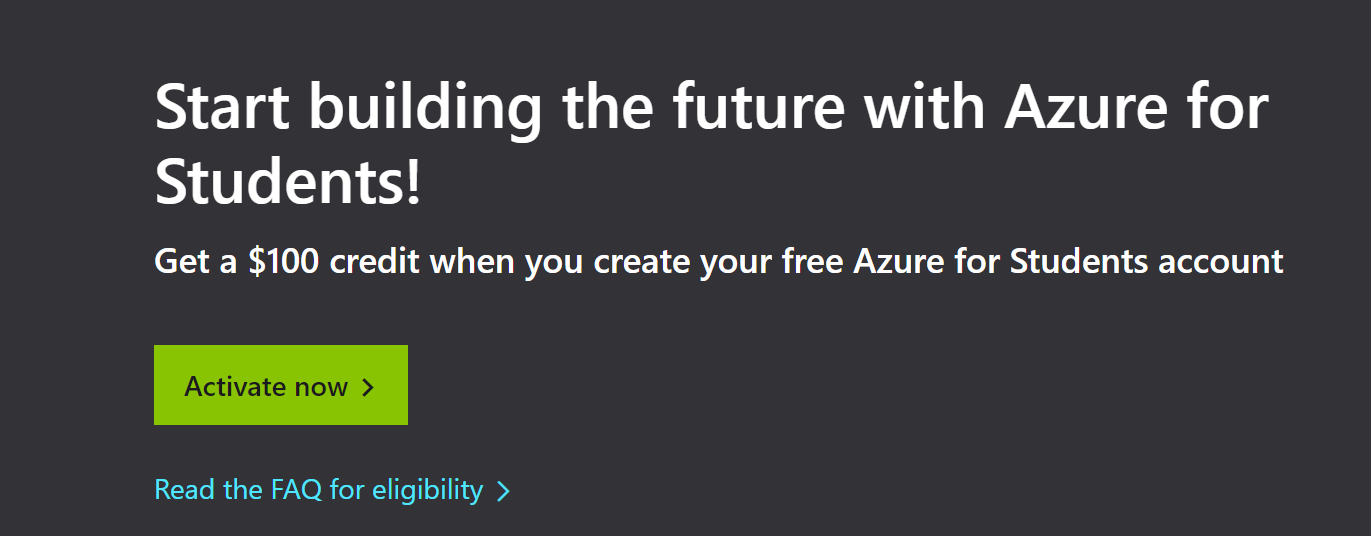 Start building the future with Azure for
Students!
Get a $100 credit when you create your free Azure for Students account
Activate now
Read the FAQ for eligibility